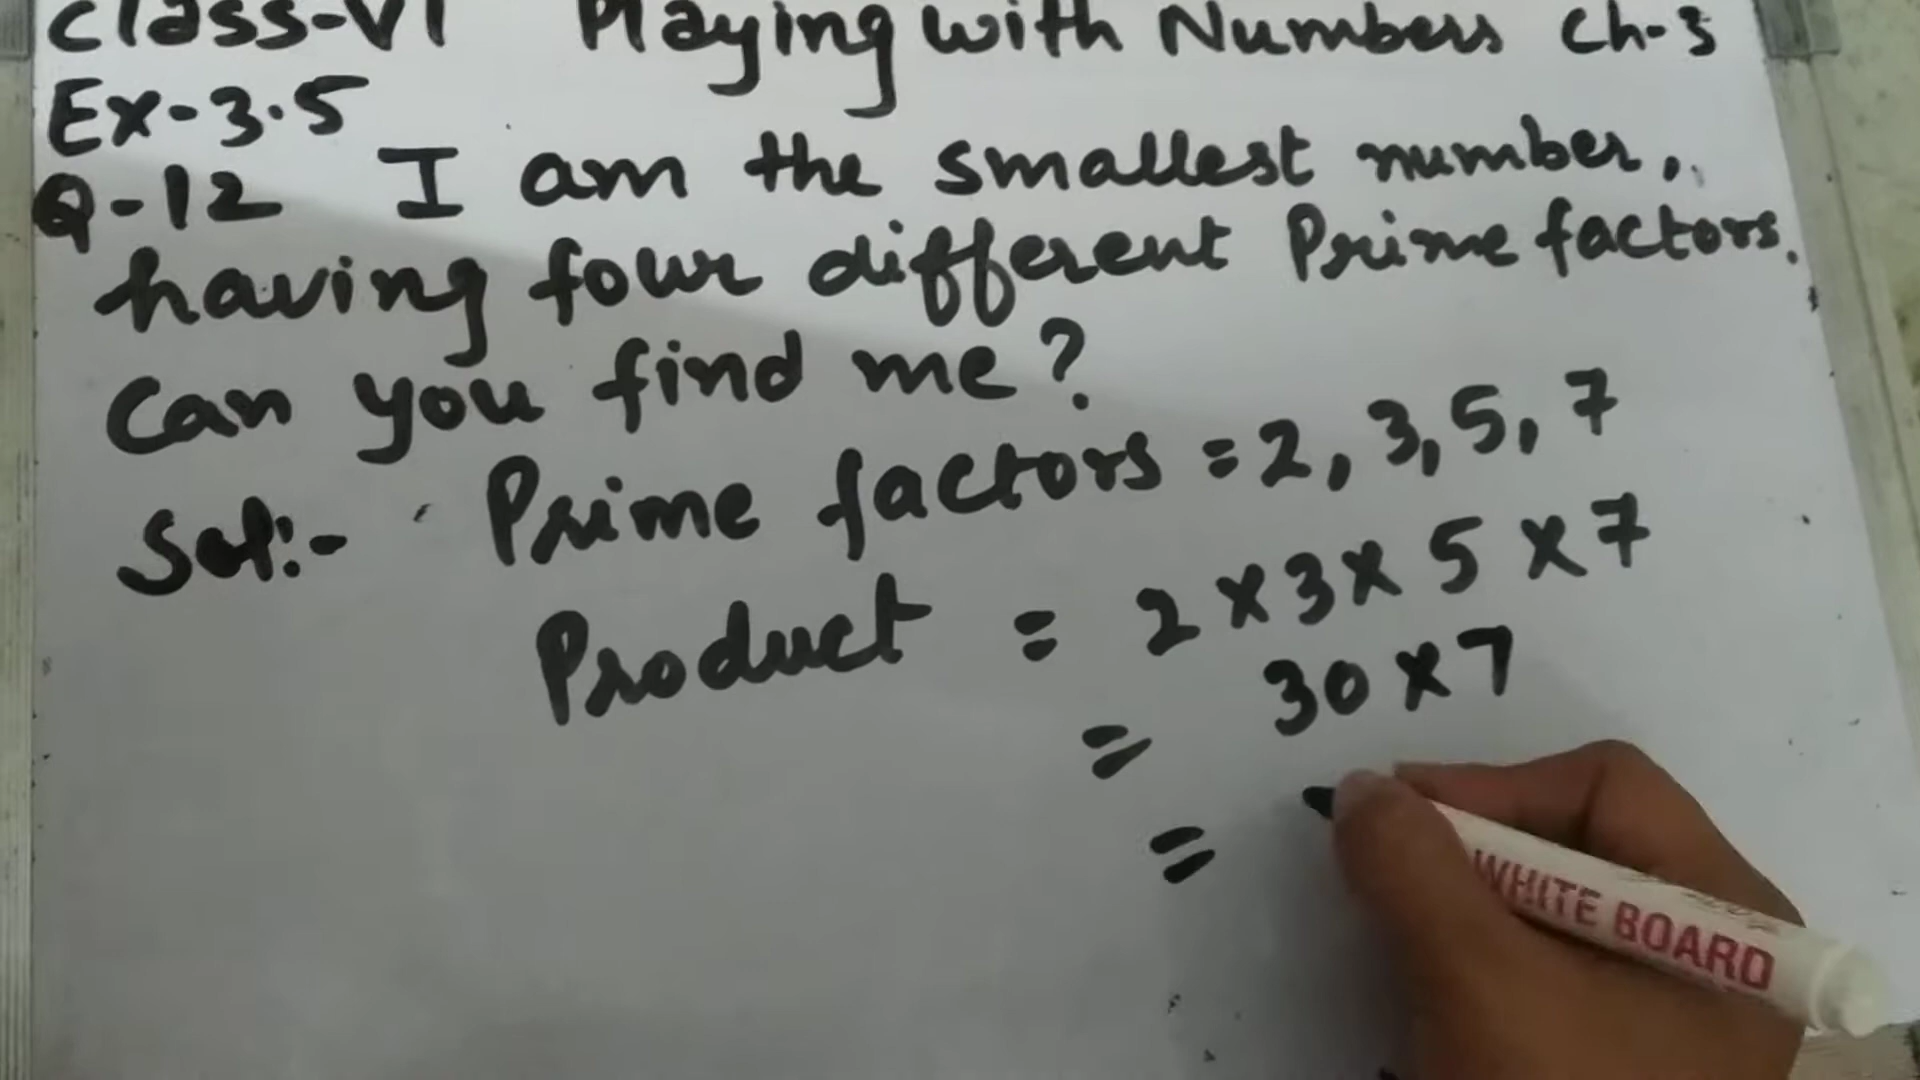 Class-VI Playing with Numbers Ch-3
Ex-3.5
Q-12 I am the smallest number,
having four different Prime factors.
Can you find me?
Sol:- Prime factors = 2, 3, 5, 7
Product = 2 x 3 x 5 x 7
= 30 x 7
=
WHITE BOARD